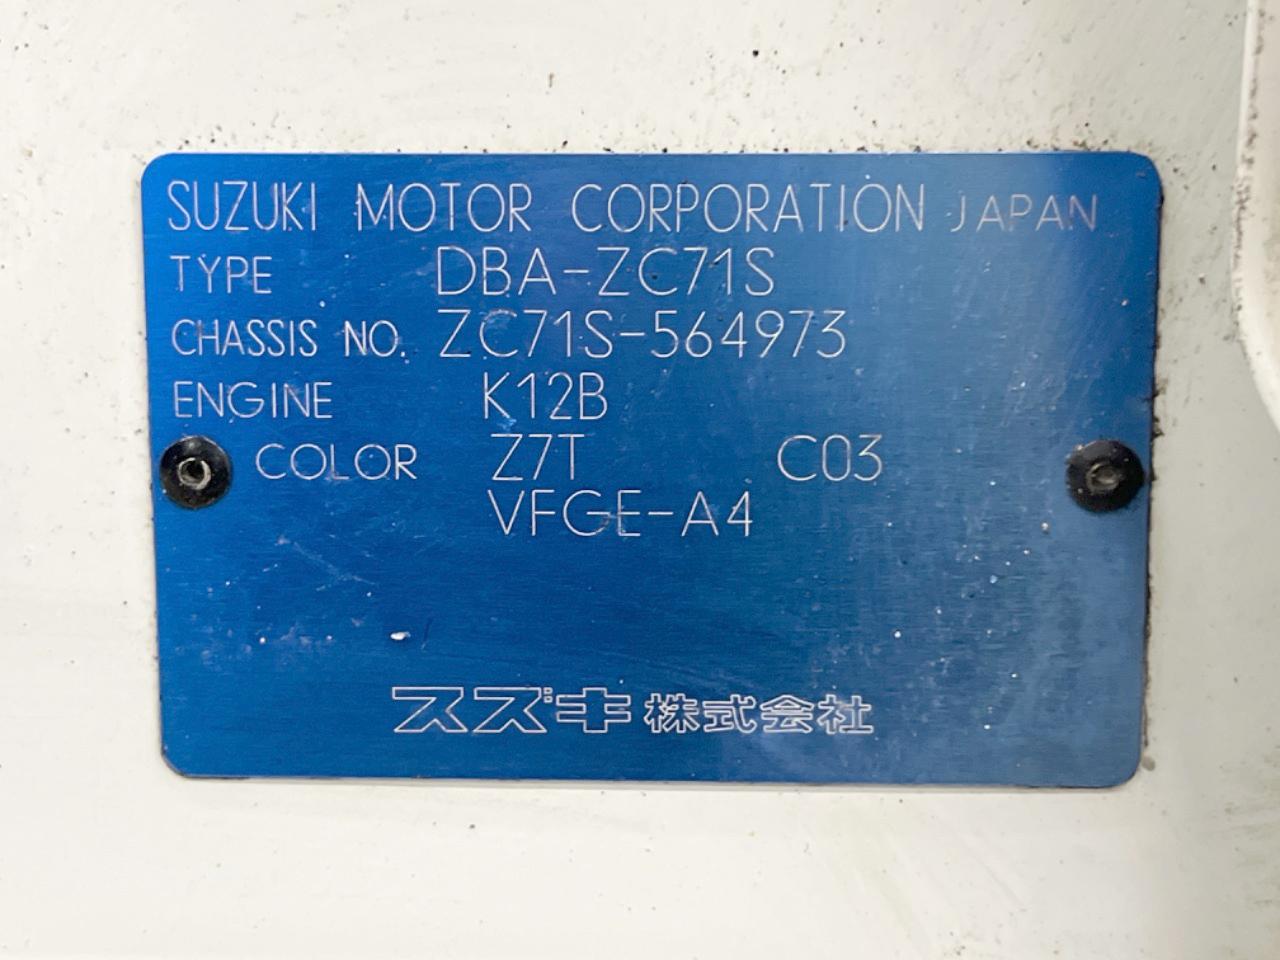 SUZUKI MOTOR CORPORATION JAPAN
TYPE DBA-ZC71S
CHASSIS NO. ZC71S-564973
ENGINE K12B
COLOR Z7T C03
VFGE-A4
スズキ株式会社